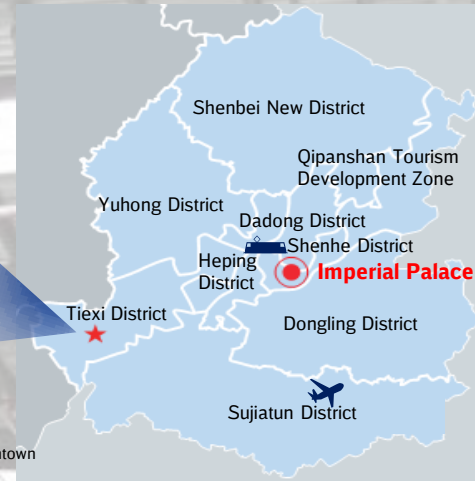 Shenbei New District
Qipanshan Tourism
Development Zone
Yuhong District
Dadong District
Shenhe District
Heping
District
Imperial Palace
Tiexi District
Dongling District
Sujiatun District